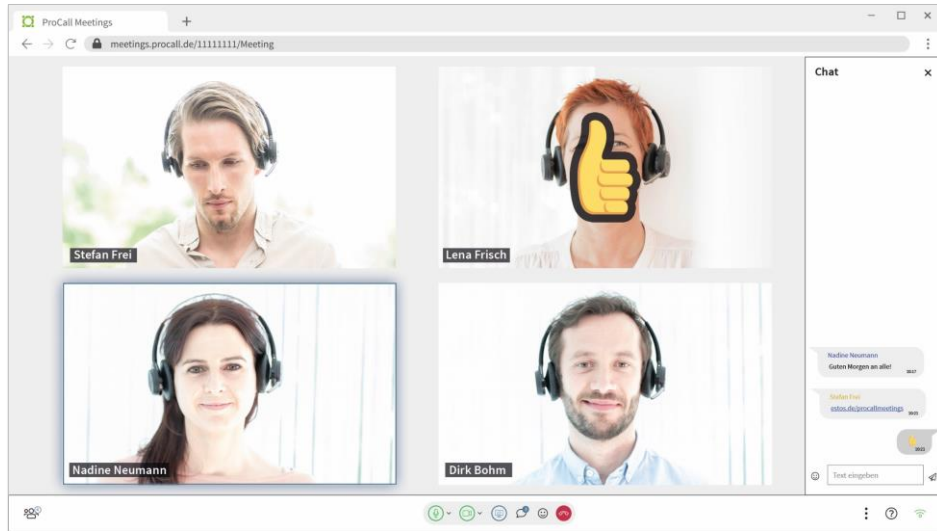 ProCall Meetings
meetings.procall.de/11111111/Meeting
Chat
Stefan Frei
Lena Frisch
Nadine Neumann
Guten Morgen an alle!
Stefan Frei
estos.de/procallmeetings
Nadine Neumann
Dirk Bohm
Text eingeben